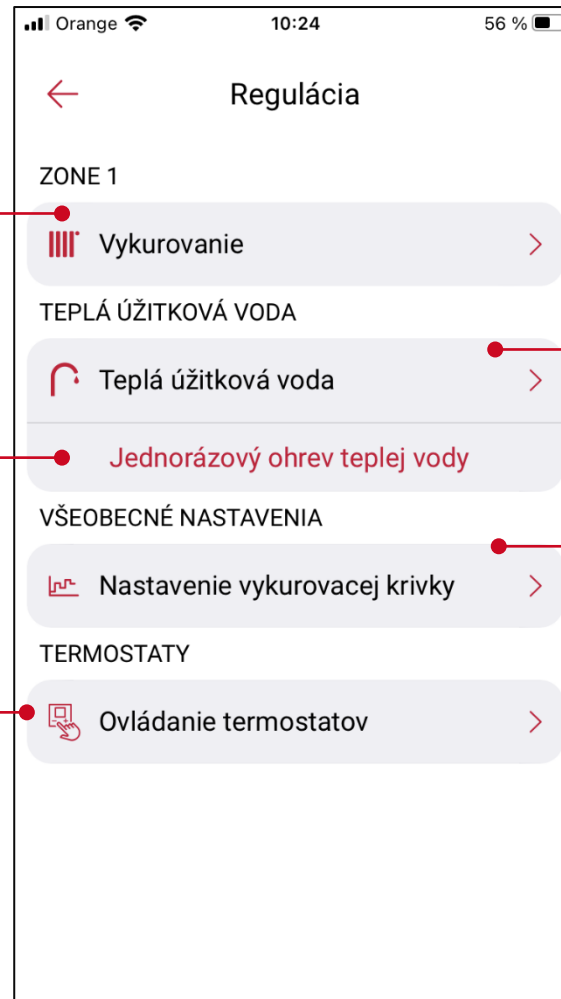 Orange 10:24 56 %
Regulácia
ZONE 1
Vykurovanie
TEPLÁ ÚŽITKOVÁ VODA
Teplá úžitková voda
Jednorázový ohrev teplej vody
VŠEOBECNÉ NASTAVENIA
Nastavenie vykurovacej krivky
TERMOSTATY
Ovládanie termostatov